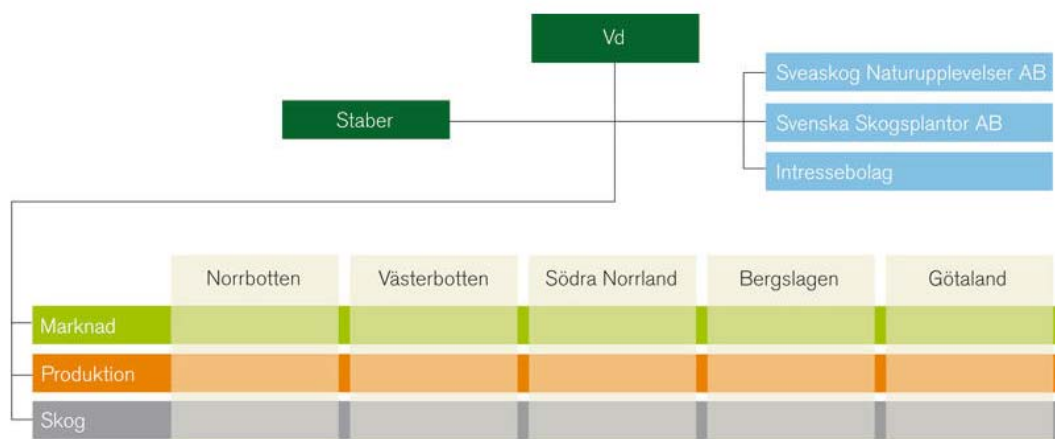 Vd
Staber
Sveaskog Naturupplevelser AB
Svenska Skogsplantor AB
Intressebolag
Norrbotten
Västerbotten
Södra Norrland
Bergslagen
Götaland
Marknad
Produktion
Skog